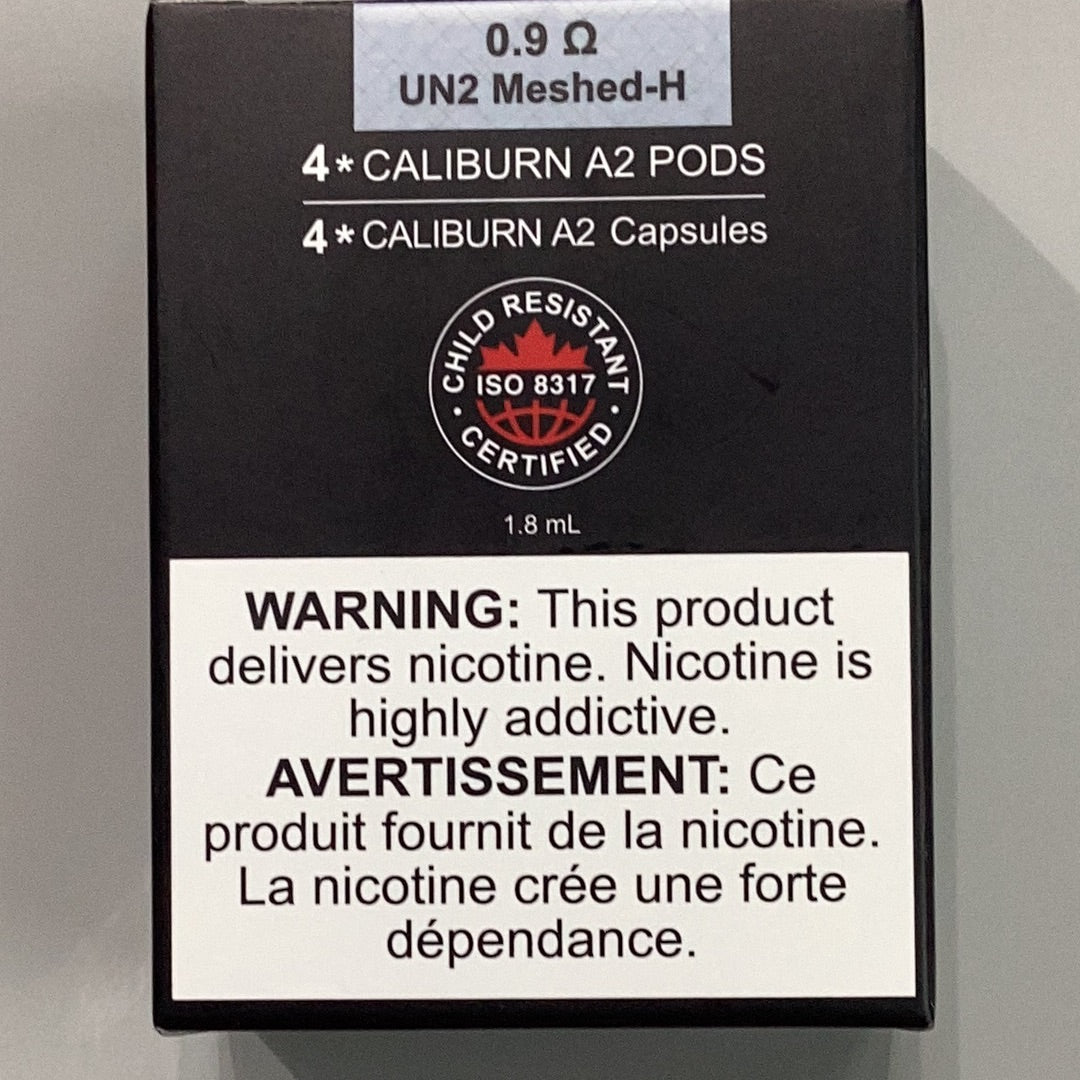 0.9 Ω
UN2 Meshed-H
4* CALIBURN A2 PODS
4* CALIBURN A2 Capsules
CHILD RESISTANT
ISO 8317
• CERTIFIED •
1.8 mL
WARNING: This product
delivers nicotine. Nicotine is
highly addictive.
AVERTISSEMENT: Ce
produit fournit de la nicotine.
La nicotine crée une forte
dépendance.